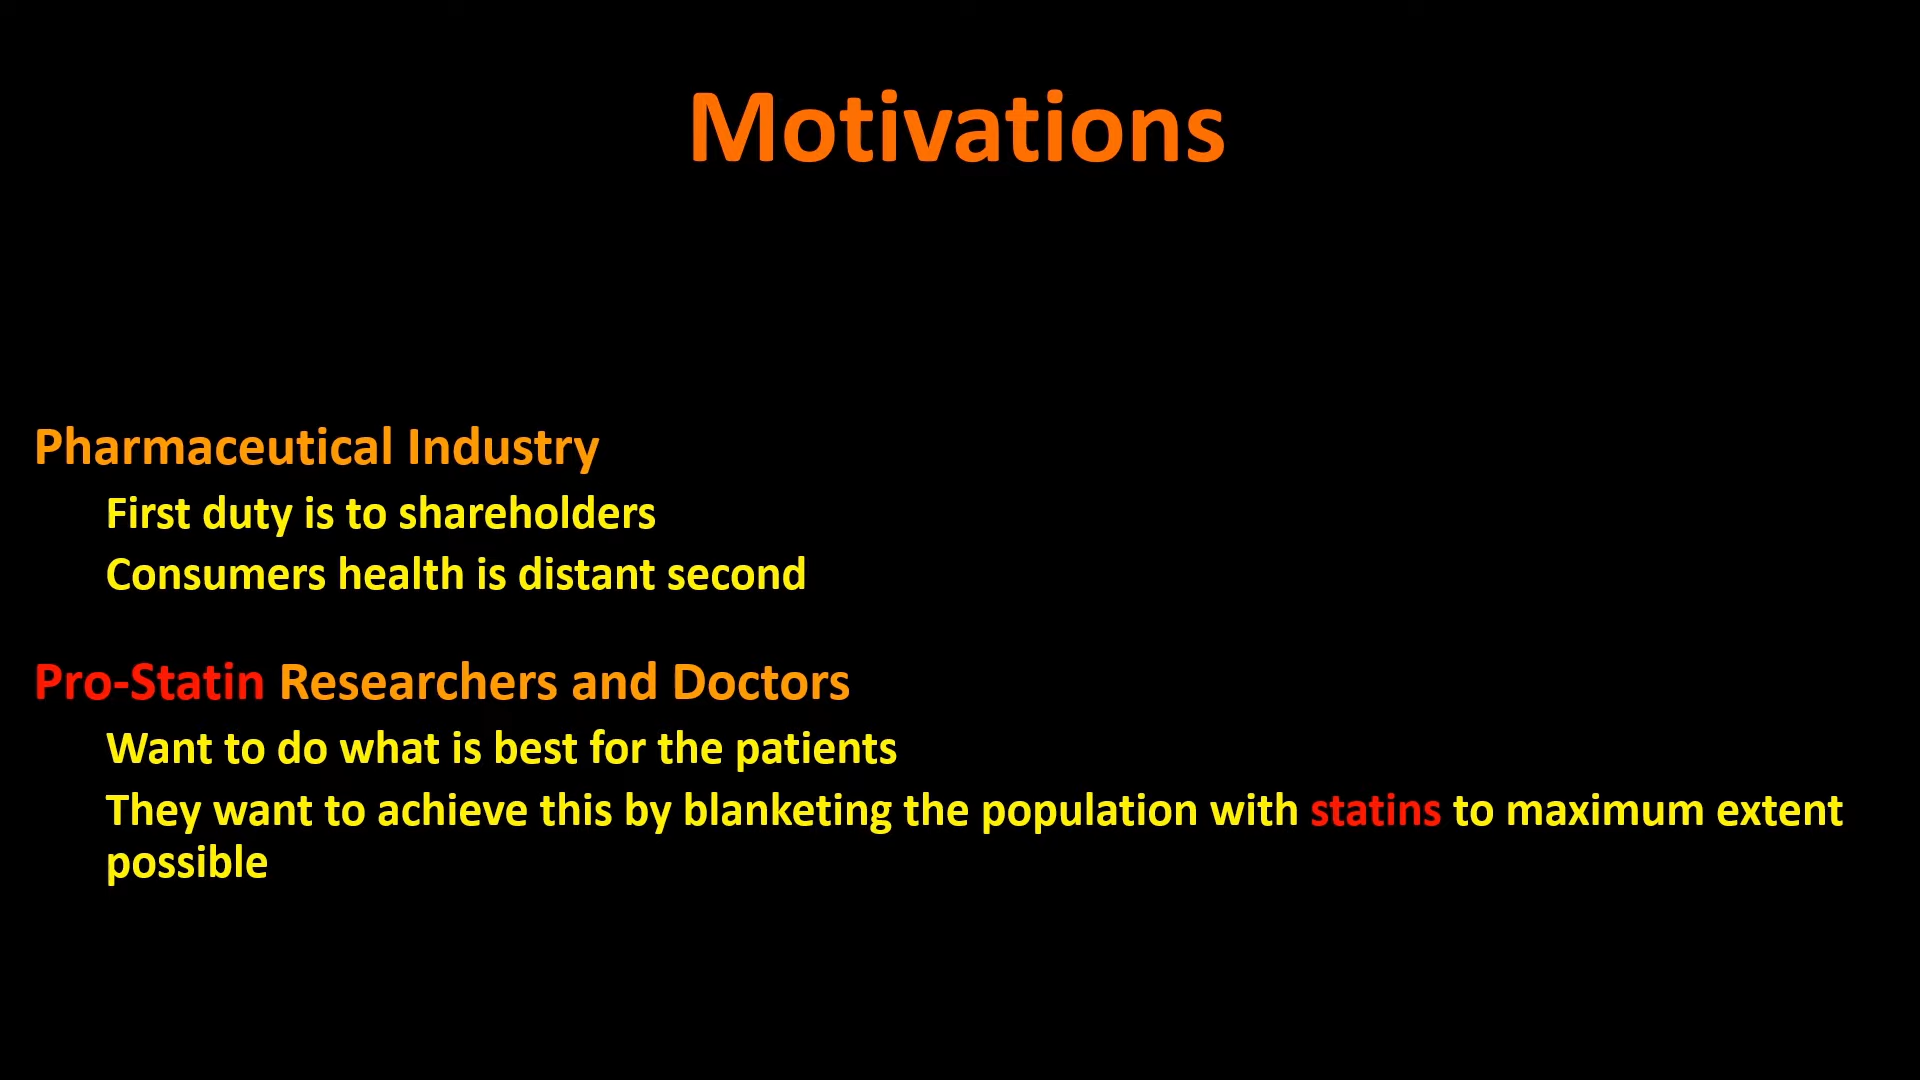 Motivations
Pharmaceutical Industry
First duty is to shareholders
Consumers health is distant second
Pro-Statin Researchers and Doctors
Want to do what is best for the patients
They want to achieve this by blanketing the population with statins to maximum extent
possible